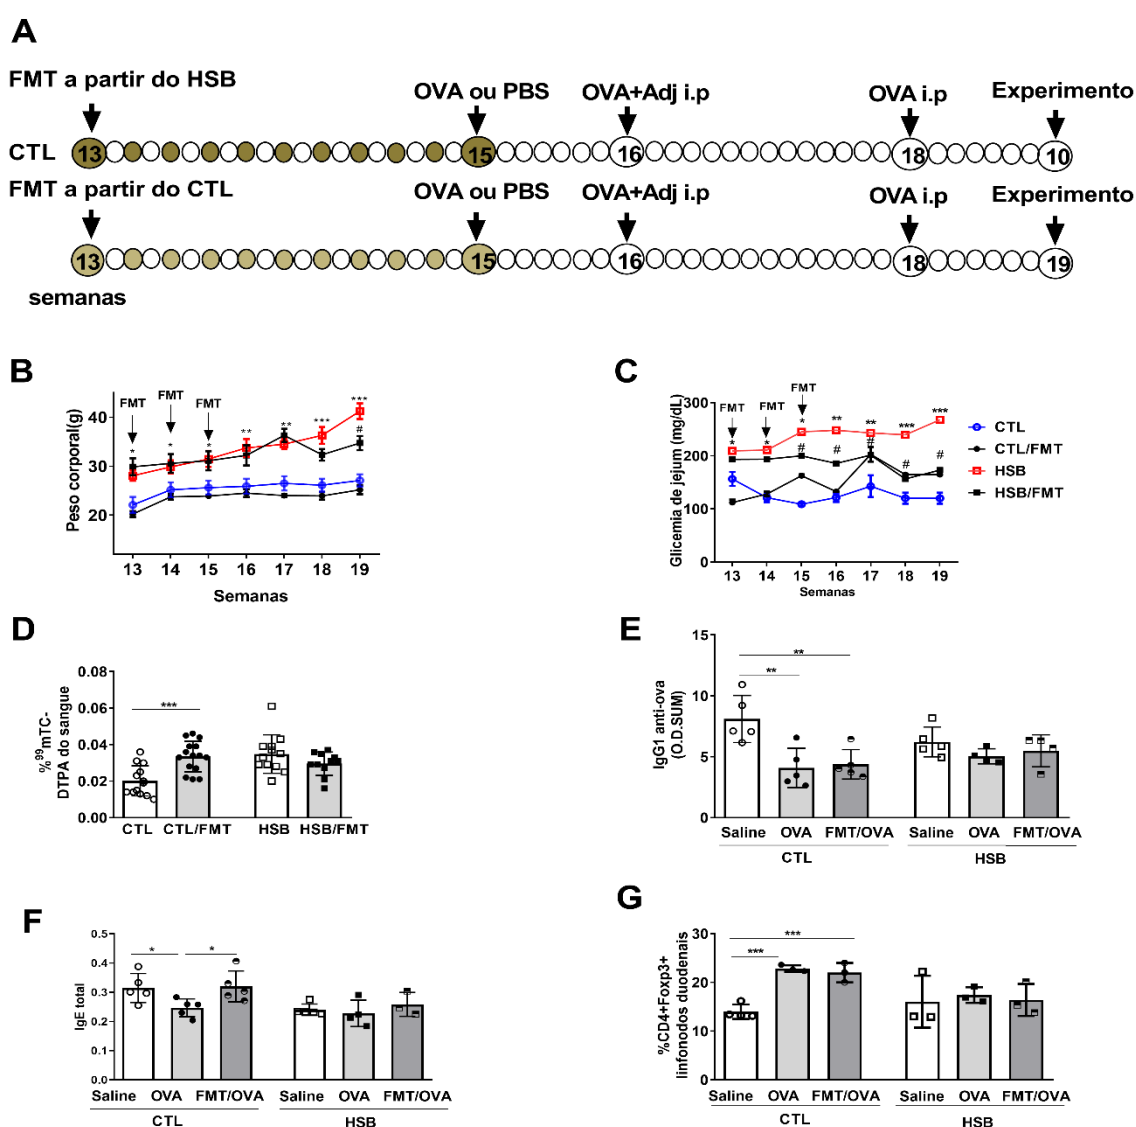 A
FMT a partir do HSB
OVA ou PBS
OVA+Adj i.p
OVA i.p
Experimento
CTL
13
15
16
18
10
FMT a partir do CTL
OVA ou PBS
OVA+Adj i.p
OVA i.p
Experimento
13
15
16
18
19
semanas
B
Peso corporal(g)
40
30
20
FMT
FMT
FMT
*
*
*
**
**
***
***
#
13 14 15 16 17 18 19
Semanas
C
Glicemia de jejum (mg/dL)
300
200
100
0
FMT
FMT
FMT
*
*
*
**
**
***
***
#
#
#
#
#
13 14 15 16 17 18 19
Semanas
CTL
CTL/FMT
HSB
HSB/FMT
D
%99mTC-
DTPA do sangue
0.08
0.06
0.04
0.02
0.00
***
CTL CTL/FMT HSB HSB/FMT
E
IgG1 anti-ova
(O.D.SUM)
15
10
5
0
**
**
Saline OVA FMT/OVA Saline OVA FMT/OVA
CTL HSB
F
IgE total
0.5
0.4
0.3
0.2
0.1
0.0
*
*
Saline OVA FMT/OVA Saline OVA FMT/OVA
CTL HSB
G
%CD4+Foxp3+
linfonodos duodenais
30
20
10
0
***
***
Saline OVA FMT/OVA Saline OVA FMT/OVA
CTL HSB